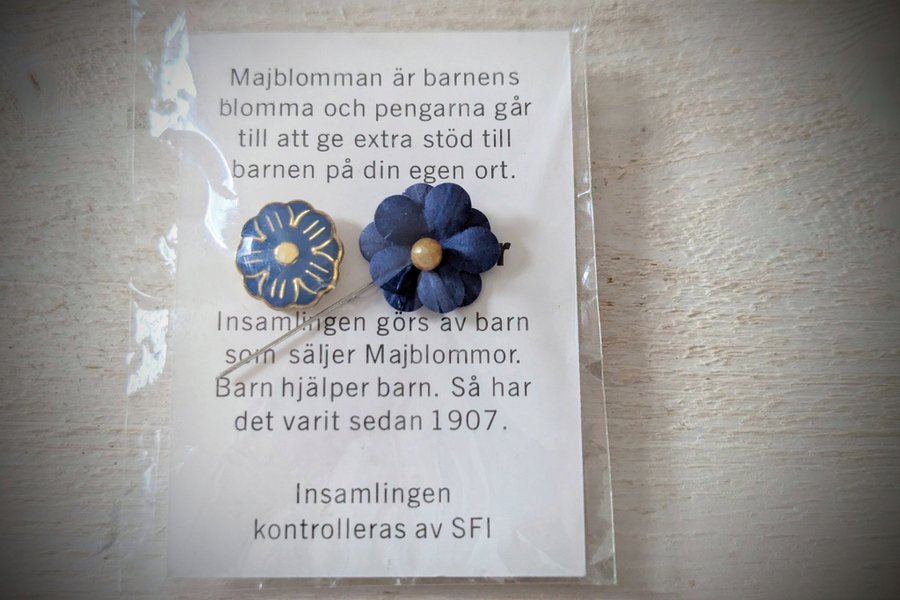 Majblomman är barnens
blomma och pengarna går
till att ge extra stöd till
barnen på din egen ort.
Insamlingen görs av barn
som säljer Majblommor.
Barn hjälper barn. Så har
det varit sedan 1907.
Insamlingen
kontrolleras av SFI